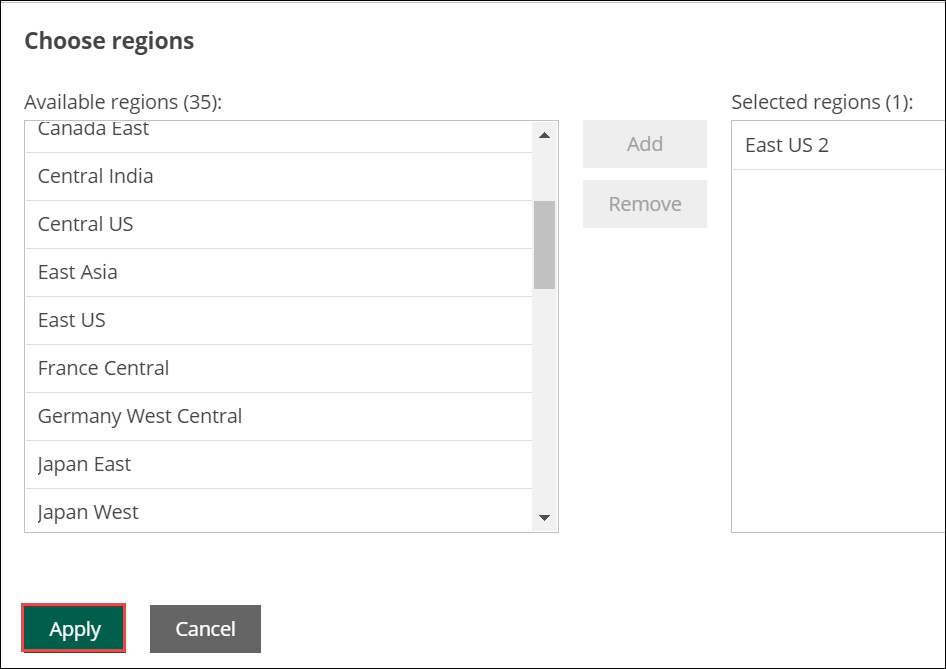 Choose regions
Available regions (35):
Canada East
Central India
Central US
East Asia
East US
France Central
Germany West Central
Japan East
Japan West
Add
Remove
Selected regions (1):
East US 2
Apply
Cancel